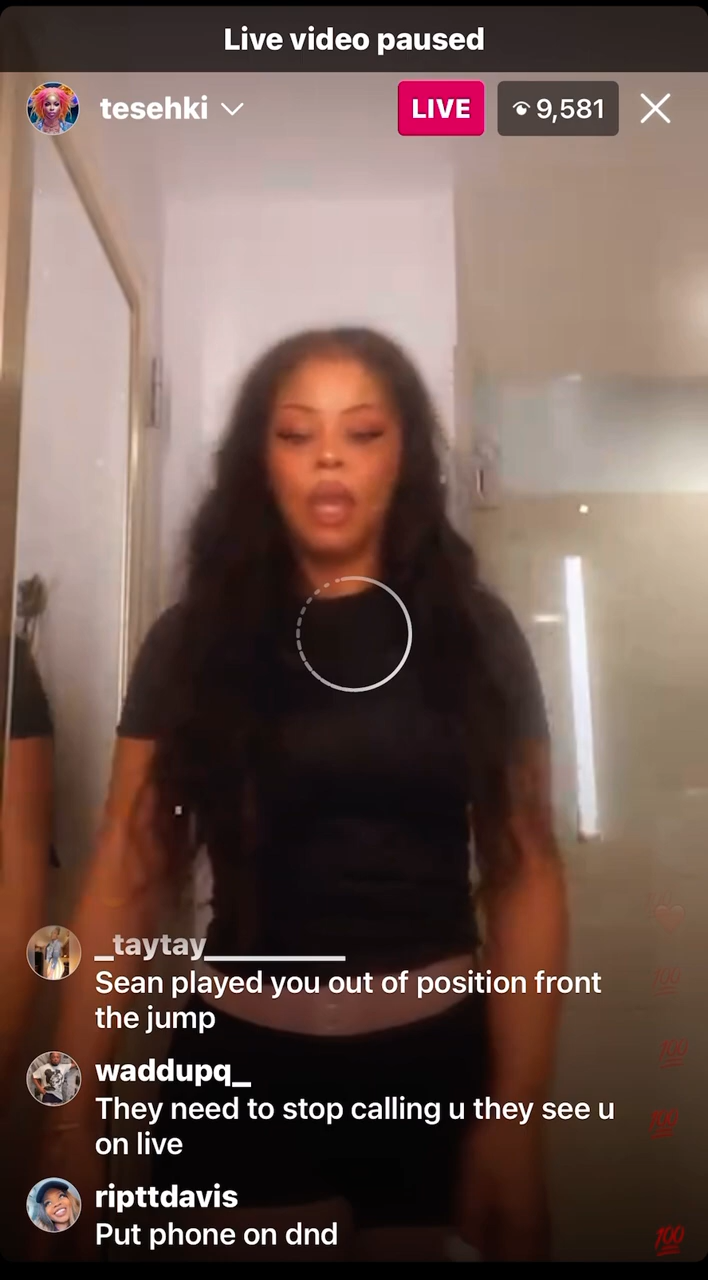 Live video paused
tesehki
LIVE
9,581
_taytay__________
Sean played you out of position front
the jump
waddupq_
They need to stop calling u they see u
on live
ripttdavis
Put phone on dnd
💯
💯
💯
💯